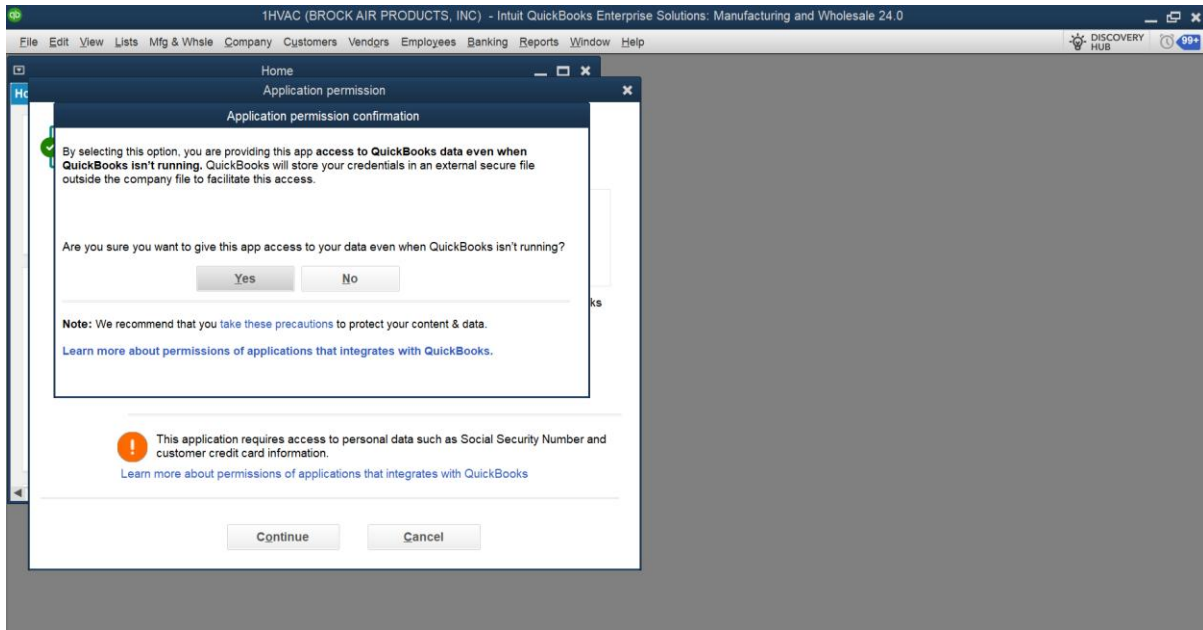 qb
1HVAC (BROCK AIR PRODUCTS, INC) - Intuit QuickBooks Enterprise Solutions: Manufacturing and Wholesale 24.0
File Edit View Lists Mfg & Whsle Company Customers Vendors Employees Banking Reports Window Help
DISCOVERY
HUB
99+
Home
Ho
Application permission
Application permission confirmation
By selecting this option, you are providing this app access to QuickBooks data even when
QuickBooks isn't running. QuickBooks will store your credentials in an external secure file
outside the company file to facilitate this access.
Are you sure you want to give this app access to your data even when QuickBooks isn't running?
Yes No
ks
Note: We recommend that you take these precautions to protect your content & data.
Learn more about permissions of applications that integrates with QuickBooks.
This application requires access to personal data such as Social Security Number and
customer credit card information.
Learn more about permissions of applications that integrates with QuickBooks
Continue Cancel